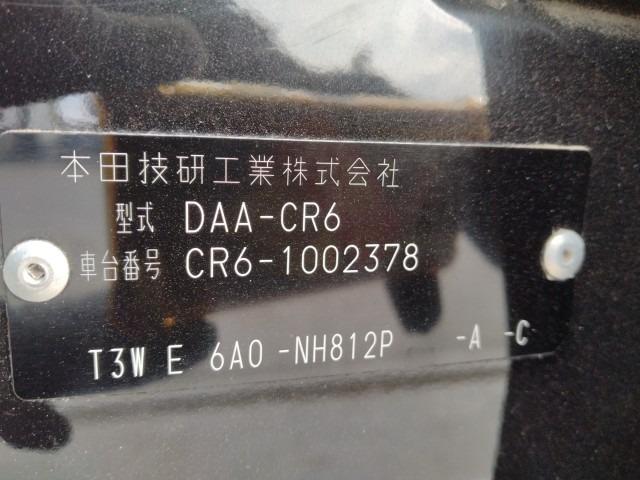 本田技研工業株式会社
型式 DAA-CR6
車台番号 CR6-1002378
T3W E 6A0 -NH812P -A -C